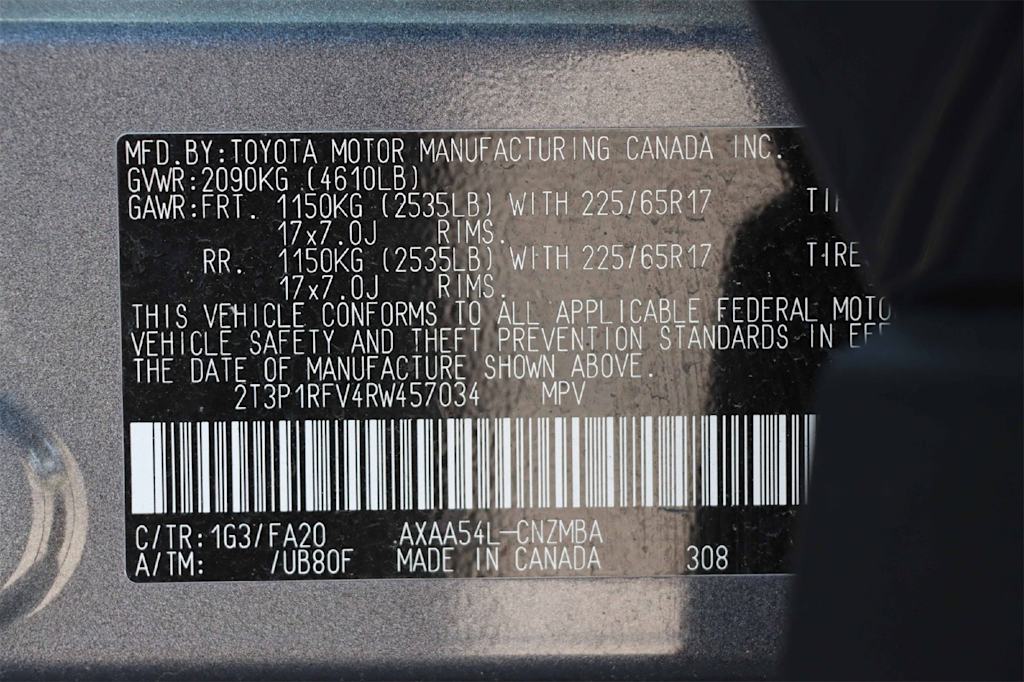 MFD.BY:TOYOTA MOTOR MANUFACTURING CANADA INC.
GVWR:2090KG (4610LB)
GAWR:FRT. 1150KG (2535LB) WITH 225/65R17
17x7.0J RIMS.
RR. 1150KG (2535LB) WITH 225/65R17 TIRE
17x7.0J RIMS.
THIS VEHICLE CONFORMS TO ALL APPLICABLE FEDERAL MOTO
VEHICLE SAFETY AND THEFT PREVENTION STANDARDS IN
THE DATE OF MANUFACTURE SHOWN ABOVE.
2T3P1RFV4RW457034 MPV
C/TR:1G3/FA20 AXAA54L-CNZMBA
A/TM: /UB80F MADE IN CANADA 308